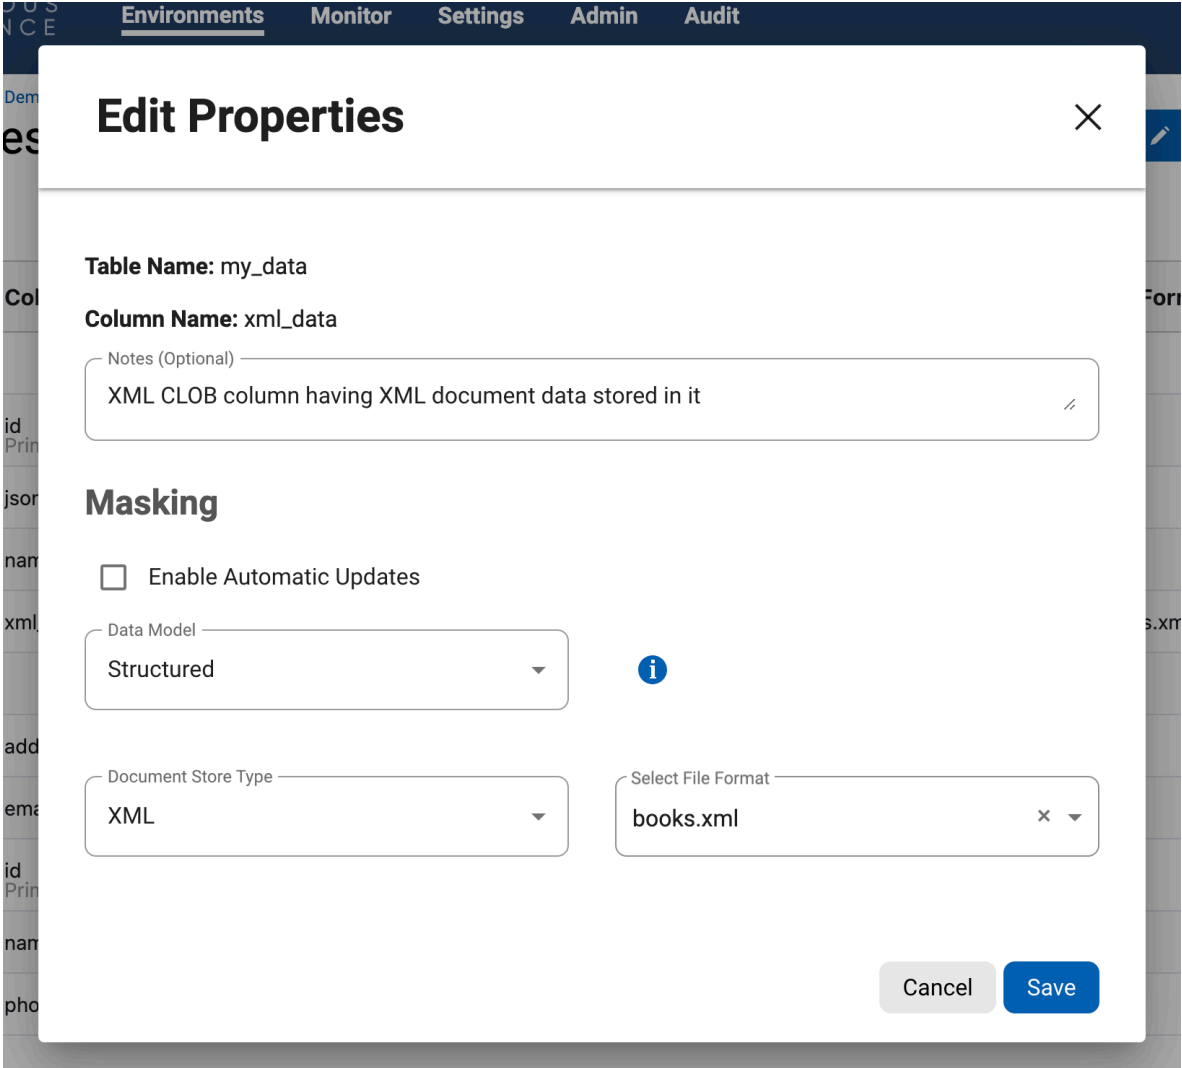 Environments Monitor Settings Admin Audit
Edit Properties
Table Name: my_data
Column Name: xml_data
Notes (Optional)
XML CLOB column having XML document data stored in it
id
Masking
Enable Automatic Updates
Data Model
Structured
i
Document Store Type
XML
Select File Format
books.xml
id
Cancel Save